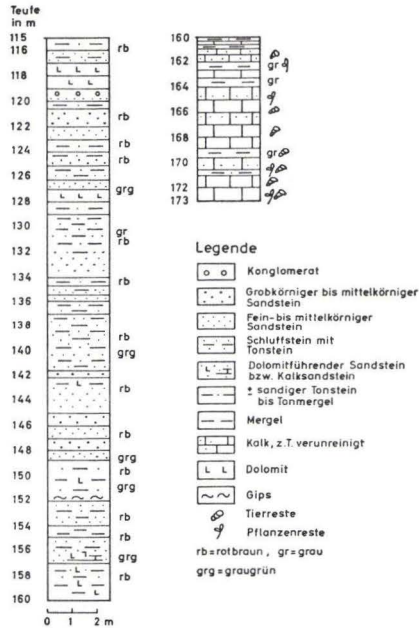 Teufe
in m
115
116
rb
118
120
rb
122
124
rb
rb
126
grg
128
130
gr
rb
132
134
rb
136
138
rb
140
grg
142
rb
144
146
rb
148
grg
150
rb
grg
152
rb
154
rb
156
grg
158
rb
160
0 1 2 m
160
162
gr
164
gr
166
168
170
gr
172
173
Legende
Konglomerat
Grobkörniger bis mittelkörniger
Sandstein
Fein-bis mittelkörniger
Sandstein
Schluffstein mit
Tonstein
Dolomitführender Sandstein
bzw. Kalksandstein
± sandiger Tonstein
bis Tonmergel
Mergel
Kalk, z.T. verunreinigt
Dolomit
Gips
Tierreste
Pflanzenreste
rb=rotbraun , gr=grau
grg=graugrün